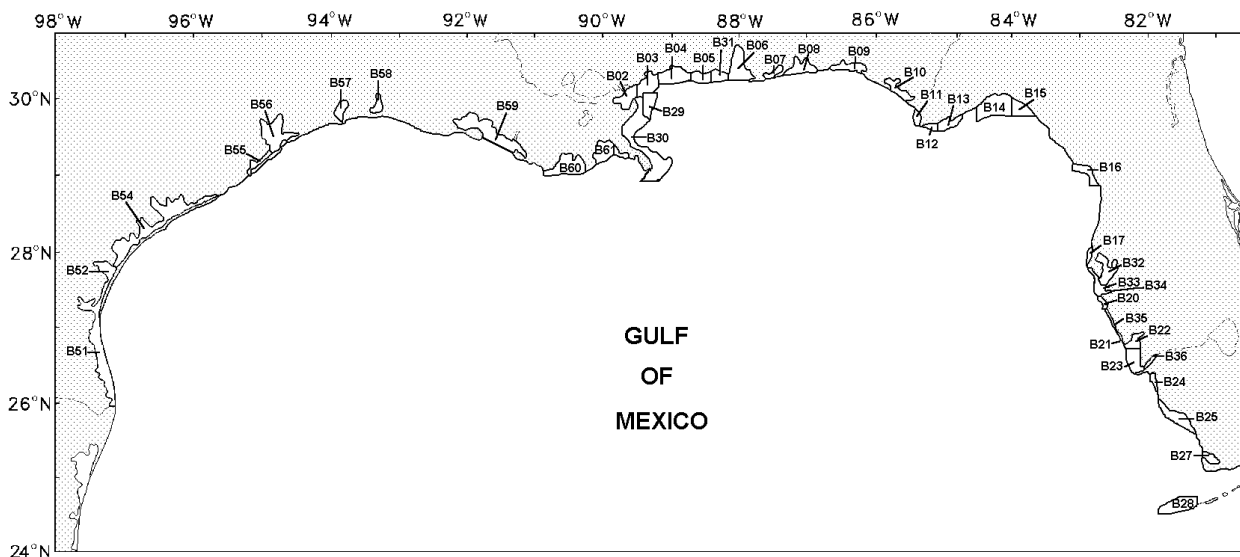 98°W 96°W 94°W 92°W 90°W 88°W 86°W 84°W 82°W
B31
B04 B06
B03 B05 B07 B08 B09
B02
B58
B57
30°N
B10
B56 B59 B29 B11 B13 B14 B15
B30 B12
B55 B61
B60 B16
B54
28°N
B17
B52 B32
B33 B34
B20
B35
B51 B21 B22
B23 B36
B24
GULF
OF
MEXICO
26°N
B25
B27
B28
24°N